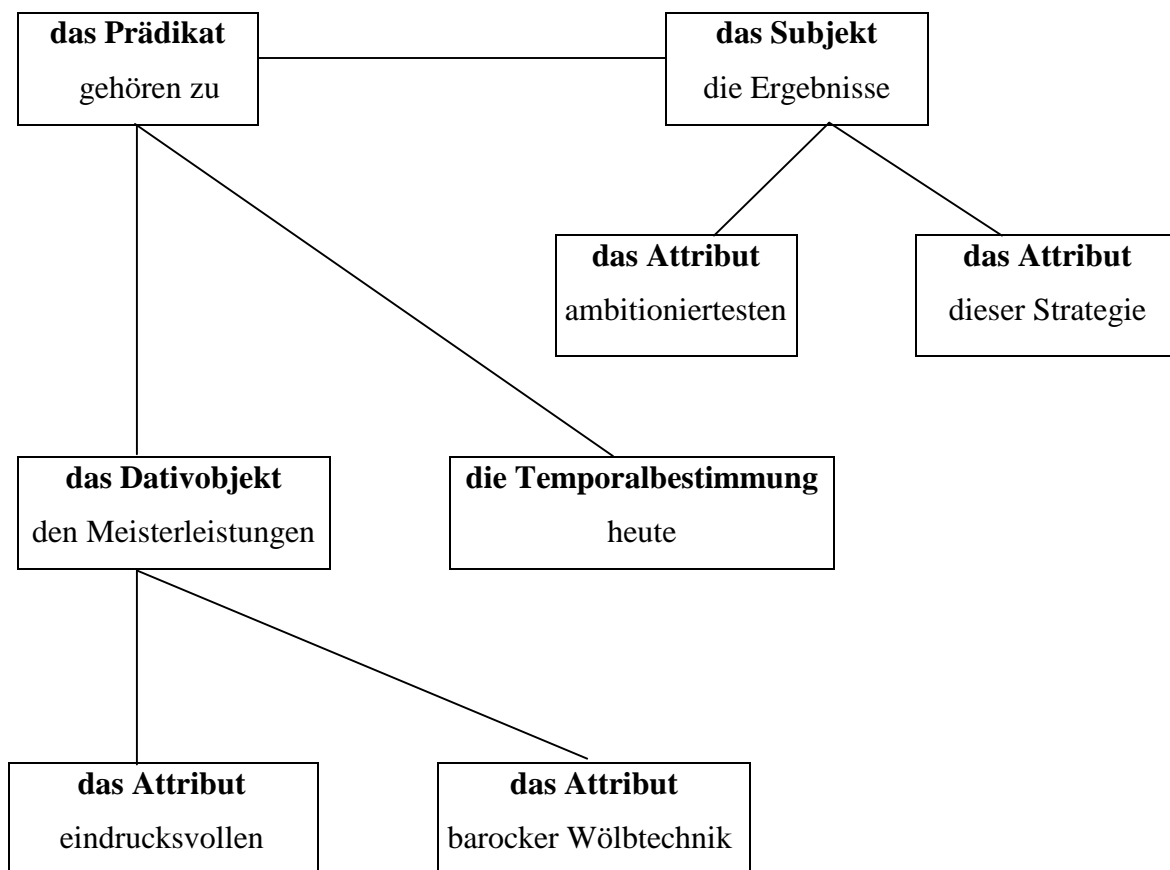 das Prädikat
gehören zu
das Subjekt
die Ergebnisse
das Attribut
ambitioniertesten
das Attribut
dieser Strategie
das Dativobjekt
den Meisterleistungen
die Temporalbestimmung
heute
das Attribut
eindrucksvollen
das Attribut
barocker Wölbtechnik